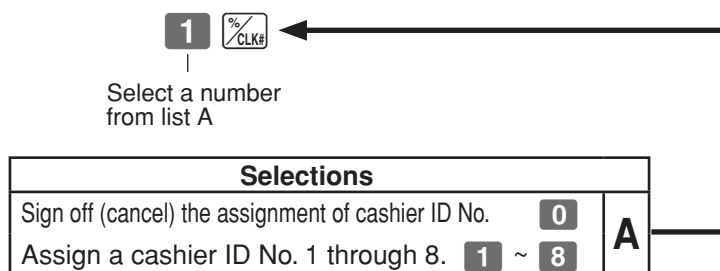 1 %/CLK#
Select a number
from list A
Selections
Sign off (cancel) the assignment of cashier ID No. 0
A
Assign a cashier ID No. 1 through 8. 1 ~ 8